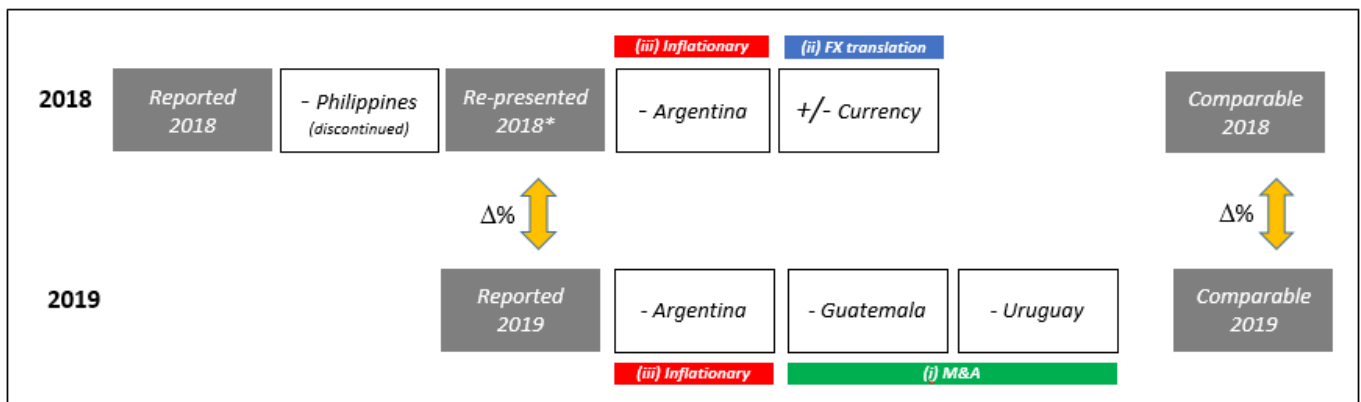 (iii) Inflationary
(ii) FX translation
2018
Reported
2018
- Philippines
(discontinued)
Re-presented
2018*
- Argentina
+/- Currency
Comparable
2018
Δ%
Δ%
2019
Reported
2019
- Argentina
- Guatemala
- Uruguay
Comparable
2019
(iii) Inflationary
(i) M&A